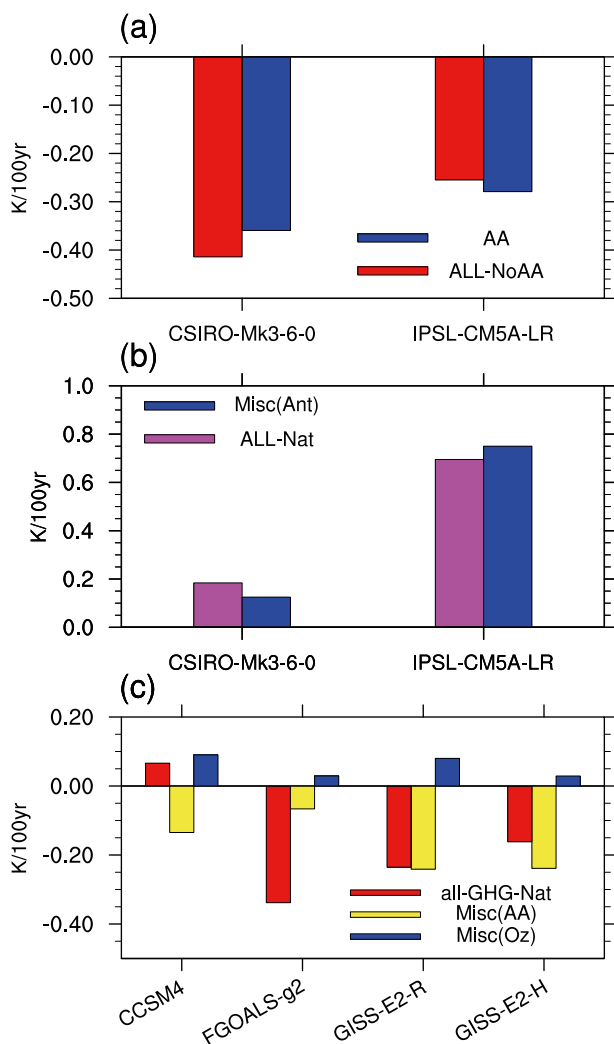 (a)
0.00
-0.10
-0.20
-0.30
-0.40
-0.50
K/100yr
AA
ALL-NoAA
CSIRO-Mk3-6-0
IPSL-CM5A-LR
(b)
1.0
0.8
0.6
0.4
0.2
0.0
K/100yr
Misc(Ant)
ALL-Nat
CSIRO-Mk3-6-0
IPSL-CM5A-LR
(c)
0.20
0.00
-0.20
-0.40
K/100yr
all-GHG-Nat
Misc(AA)
Misc(Oz)
CCSM4
FGOALS-g2
GISS-E2-R
GISS-E2-H